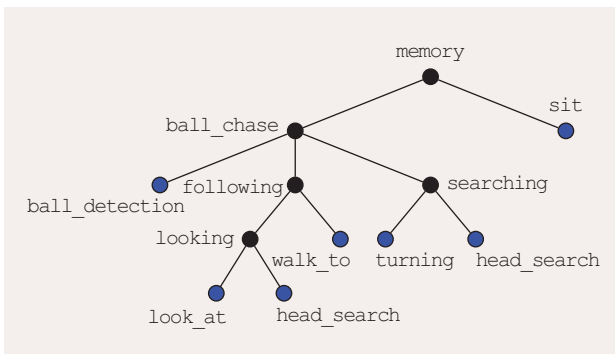 memory
sit
ball_chase
ball_detection
following
searching
looking
walk_to
turning
head_search
look_at
head_search